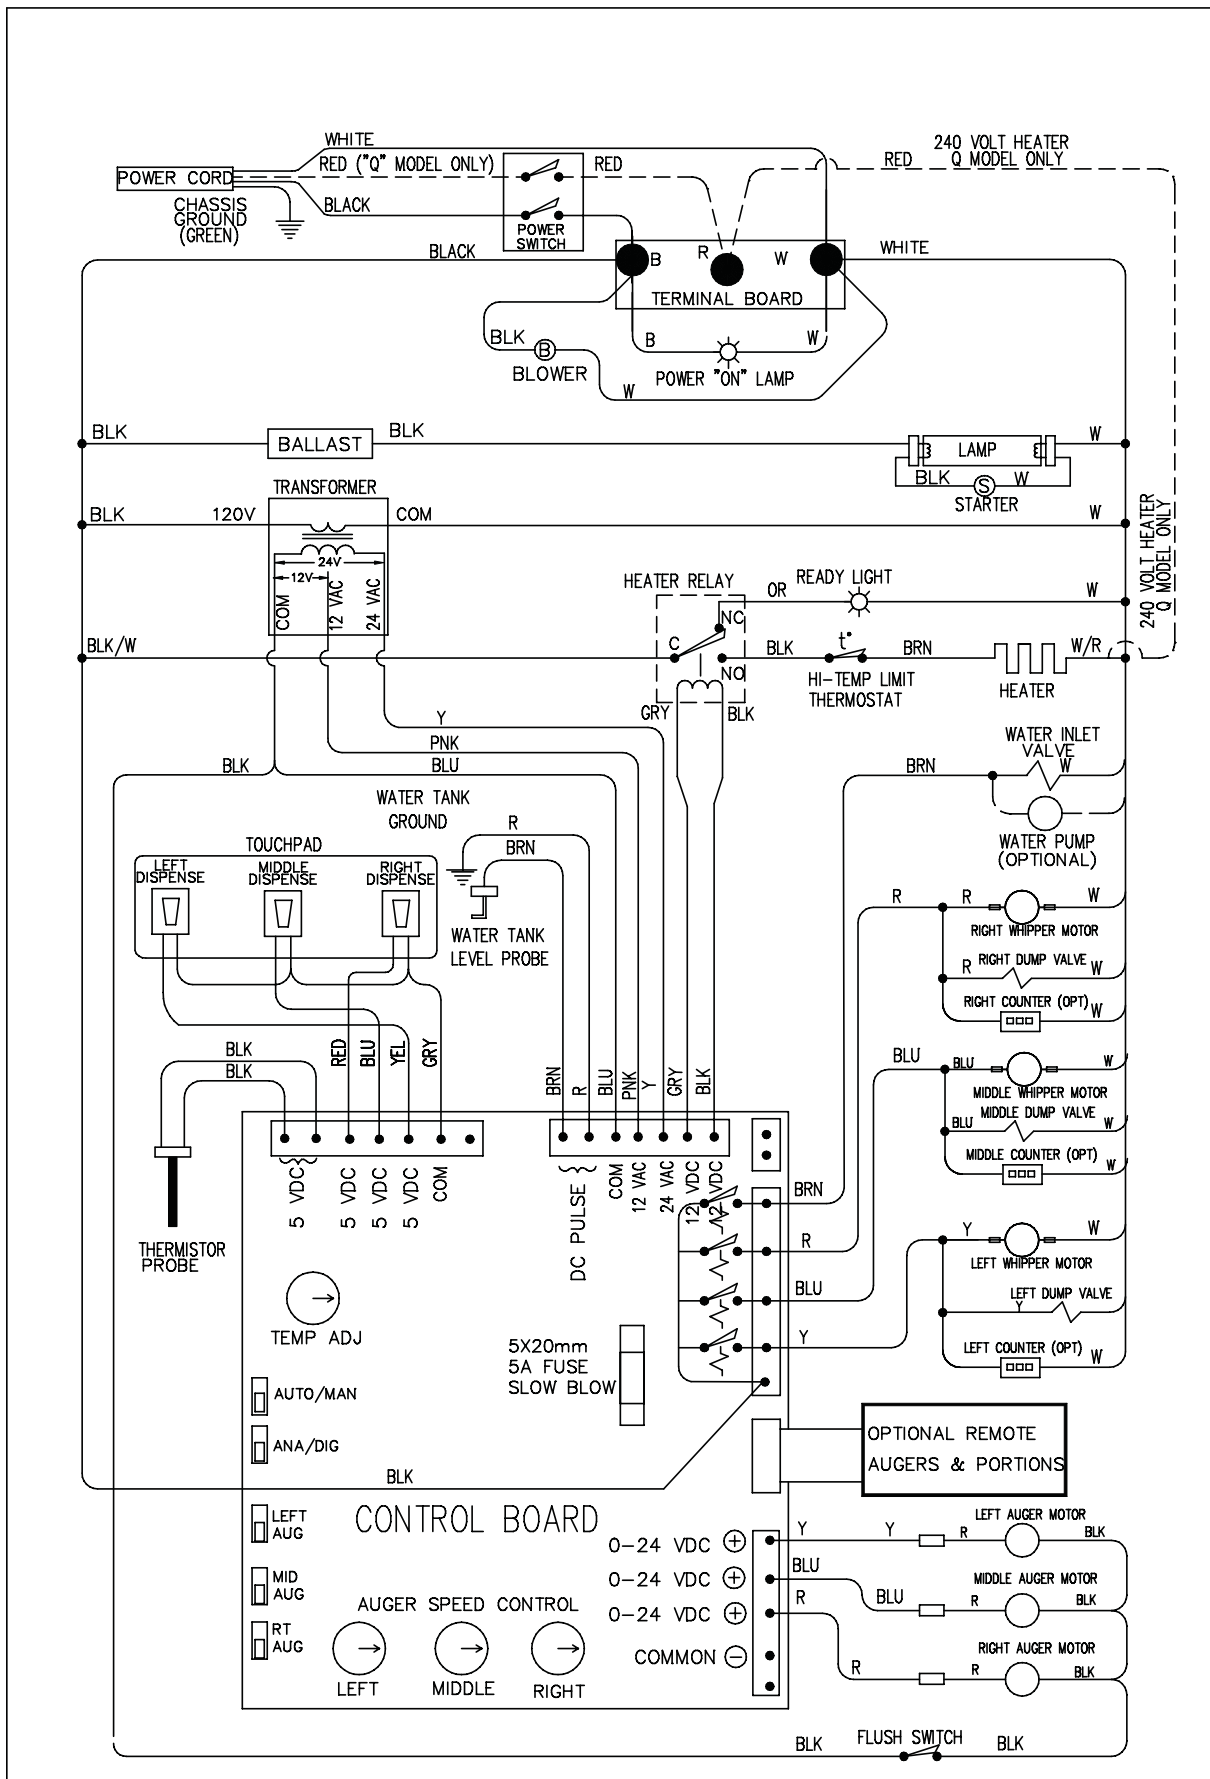 WHITE
RED ("Q" MODEL ONLY)
RED
240 VOLT HEATER
Q MODEL ONLY
RED
POWER CORD
CHASSIS
GROUND
(GREEN)
BLACK
POWER
SWITCH
BLACK
B
R
W
WHITE
TERMINAL BOARD
BLK
B
BLOWER
B
W
POWER "ON" LAMP
W
BLK
BALLAST
BLK
LAMP
W
BLK
S
W
STARTER
TRANSFORMER
BLK
120V
COM
W
24V
12V
COM
12 VAC
24 VAC
240 VOLT HEATER
Q MODEL ONLY
HEATER RELAY
READY LIGHT
OR
W
NC
BLK/W
C
NO
BLK
t°
BRN
W/R
HI-TEMP LIMIT
THERMOSTAT
HEATER
GRY
BLK
Y
PNK
BLK
BLU
WATER INLET
VALVE
W
BRN
WATER TANK
GROUND
R
BRN
WATER PUMP
(OPTIONAL)
TOUCHPAD
LEFT
DISPENSE
MIDDLE
DISPENSE
RIGHT
DISPENSE
WATER TANK
LEVEL PROBE
R
R
W
RIGHT WHIPPER MOTOR
R
RIGHT DUMP VALVE
W
RIGHT COUNTER (OPT)
W
BLK
BLK
RED
BLU
YEL
GRY
BRN
R
BLU
PNK
Y
GRY
BLK
BLU
BLU
W
MIDDLE WHIPPER MOTOR
MIDDLE DUMP VALVE
BLU
W
MIDDLE COUNTER (OPT)
W
5 VDC
5 VDC
5 VDC
5 VDC
COM
DC PULSE
COM
12 VAC
24 VAC
12 VDC
12 VDC
BRN
R
BLU
Y
THERMISTOR
PROBE
Y
W
LEFT WHIPPER MOTOR
LEFT DUMP VALVE
Y
LEFT COUNTER (OPT)
W
TEMP ADJ
5X20mm
5A FUSE
SLOW BLOW
AUTO/MAN
ANA/DIG
BLK
OPTIONAL REMOTE
AUGERS & PORTIONS
LEFT
AUG
CONTROL BOARD
MID
AUG
RT
AUG
0-24 VDC +
0-24 VDC +
0-24 VDC +
COMMON -
AUGER SPEED CONTROL
LEFT
MIDDLE
RIGHT
LEFT AUGER MOTOR
Y
Y
R
BLK
MIDDLE AUGER MOTOR
BLU
BLU
R
BLK
RIGHT AUGER MOTOR
R
R
R
BLK
FLUSH SWITCH
BLK
BLK